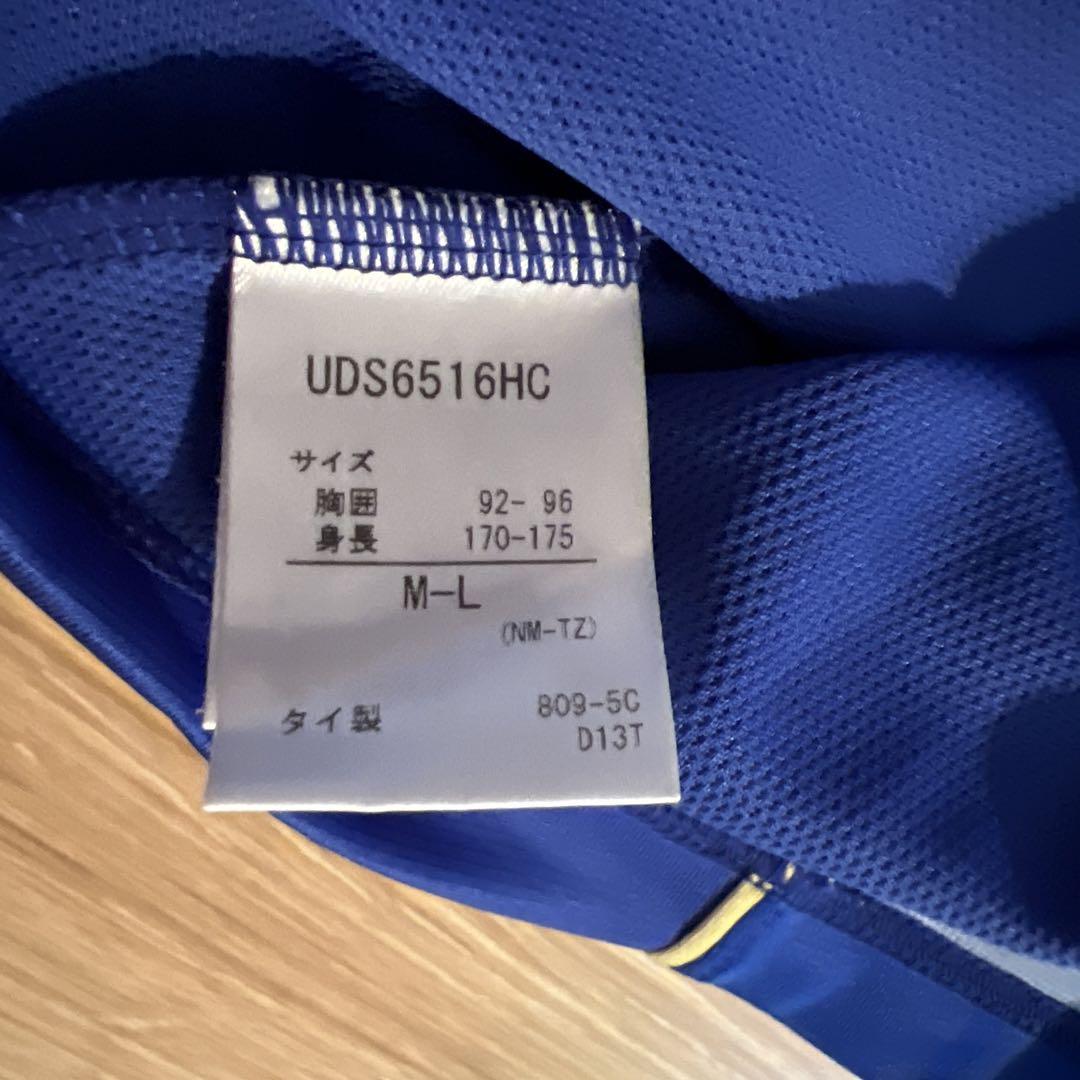 UDS6516HC
サイズ
胸囲 92- 96
身長 170-175
M-L
(NM-TZ)
タイ製 809-5C
D13T